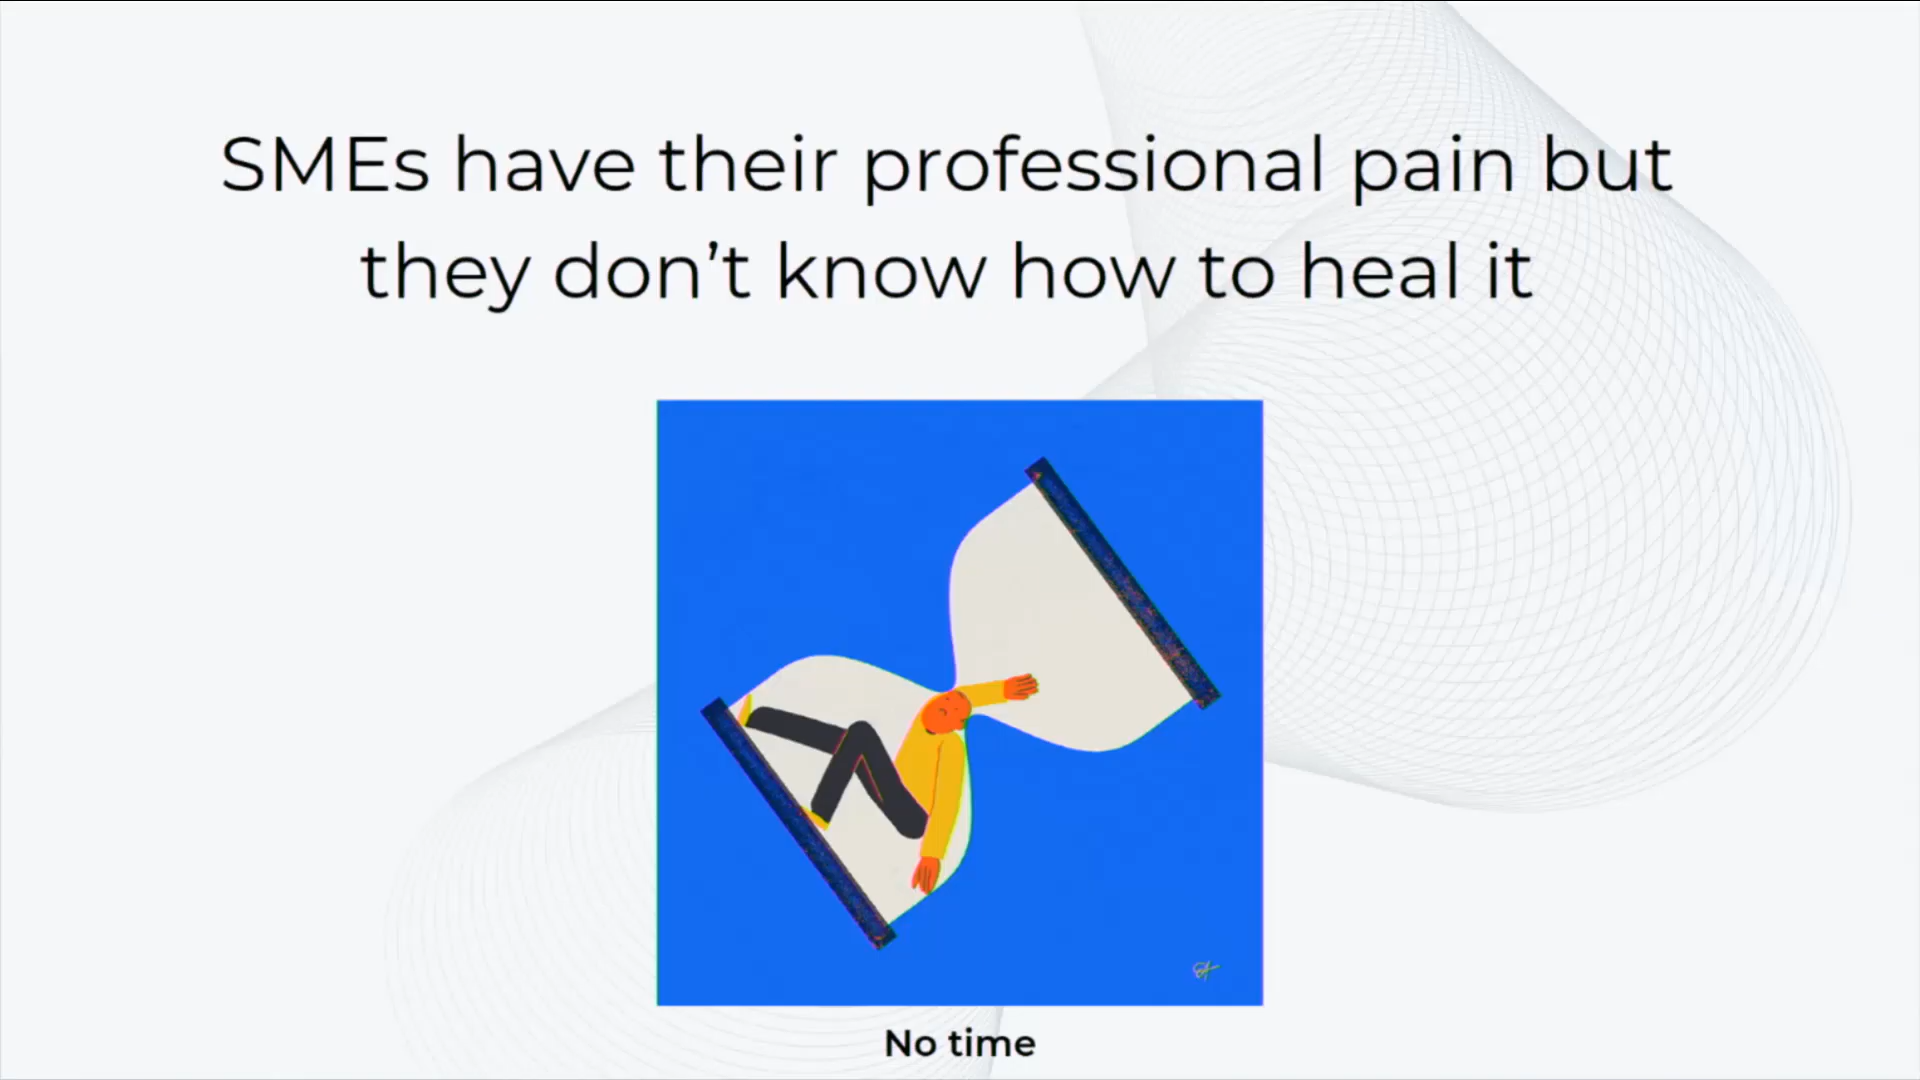 SMEs have their professional pain but
they don’t know how to heal it
No time